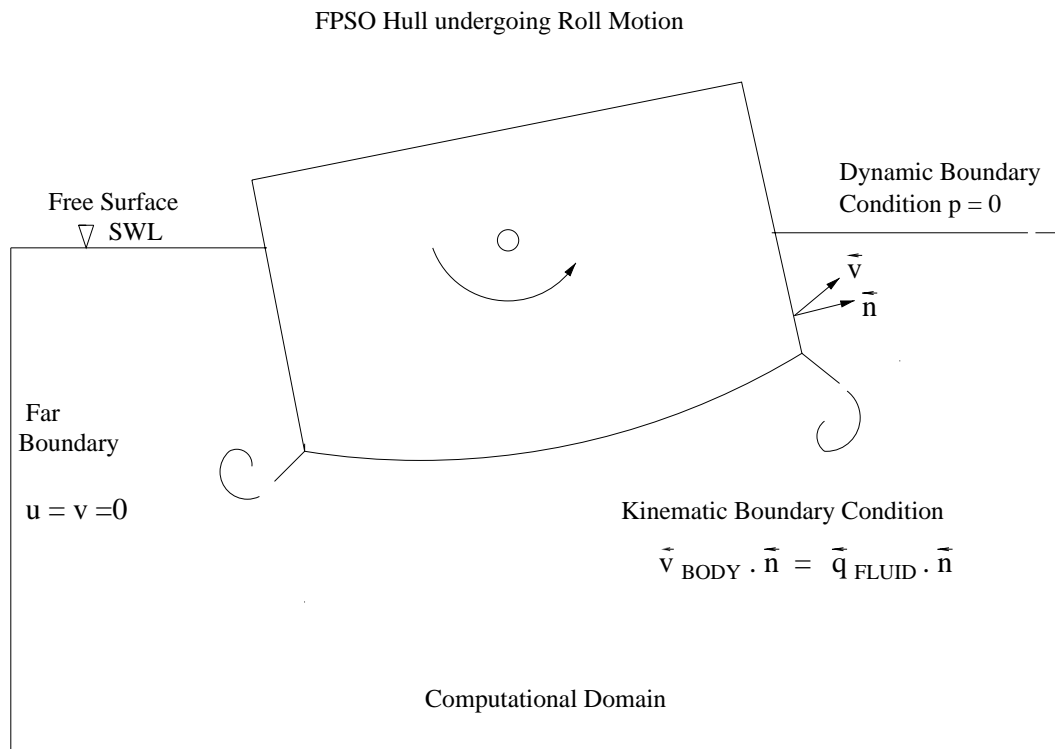 FPSO Hull undergoing Roll Motion
Dynamic Boundary
Condition p = 0
Free Surface
SWL
v
n
Far
Boundary
u = v =0
Kinematic Boundary Condition
v BODY . n = q FLUID . n
Computational Domain